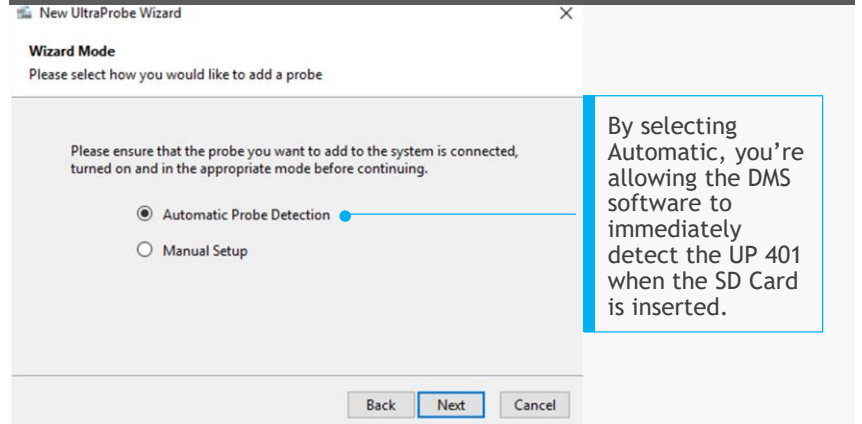 New UltraProbe Wizard
Wizard Mode
Please select how you would like to add a probe
Please ensure that the probe you want to add to the system is connected,
turned on and in the appropriate mode before continuing.
Automatic Probe Detection
Manual Setup
Back Next Cancel
By selecting
Automatic, you’re
allowing the DMS
software to
immediately
detect the UP 401
when the SD Card
is inserted.